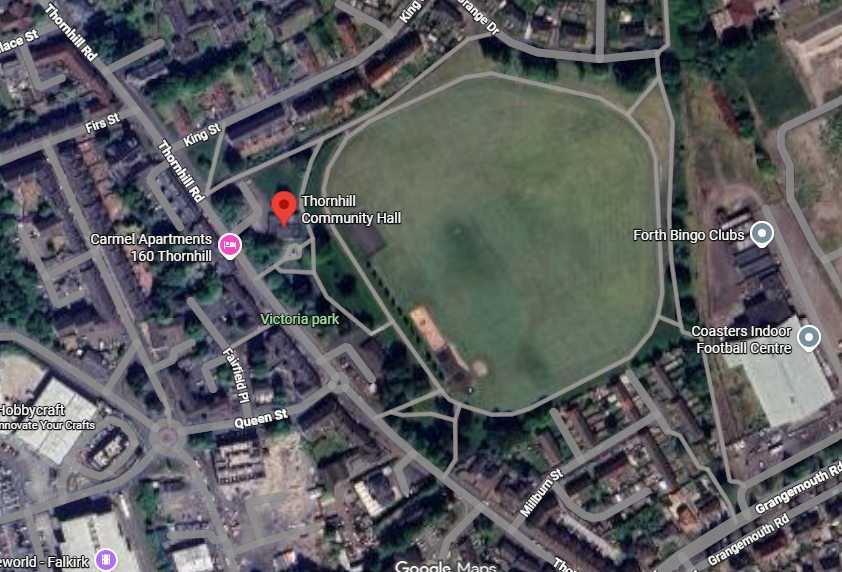 Thornhill Rd
King
Grange Dr
lace St
Firs St
King St
Thornhill Rd
Thornhill
Community Hall
Carmel Apartments
160 Thornhill
Forth Bingo Clubs
Victoria park
Coasters Indoor
Football Centre
Fairfield Pl
Hobbycraft
nnovate Your Crafts
Queen St
Millburn St
Grangemouth Rd
Grangemouth Rd
eworld - Falkirk
Google Maps
Tho